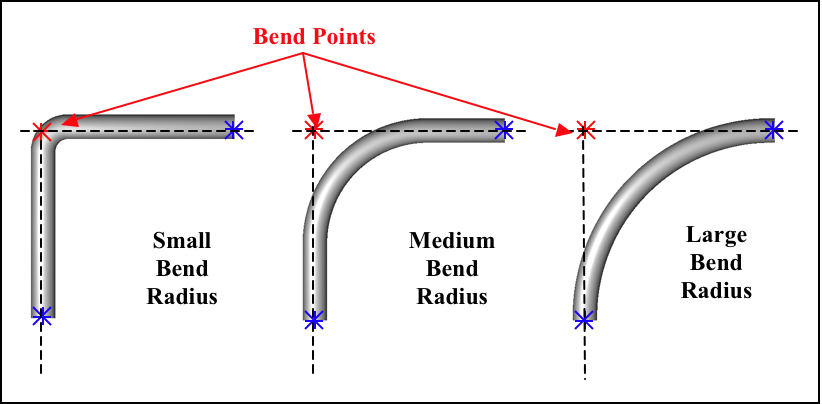 Bend Points
Small
Bend
Radius
Medium
Bend
Radius
Large
Bend
Radius